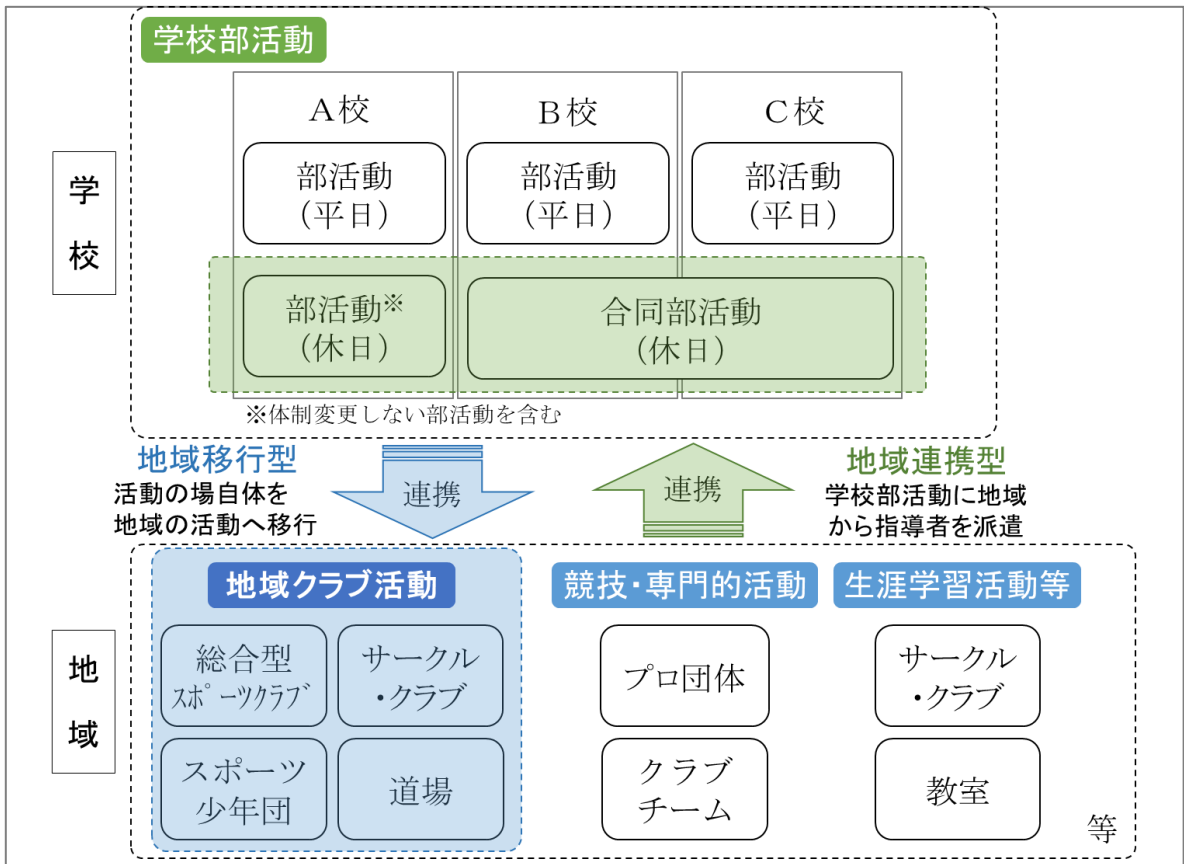 学校部活動
学校
A校
B校
C校
部活動
(平日)
部活動
(平日)
部活動
(平日)
部活動※
(休日)
合同部活動
(休日)
※体制変更しない部活動を含む
地域移行型
活動の場自体を
地域の活動へ移行
連携
連携
地域連携型
学校部活動に地域
から指導者を派遣
地域
地域クラブ活動
競技・専門的活動
生涯学習活動等
総合型
スポーツクラブ
サークル
・クラブ
スポーツ
少年団
道場
プロ団体
クラブ
チーム
サークル
・クラブ
教室
等